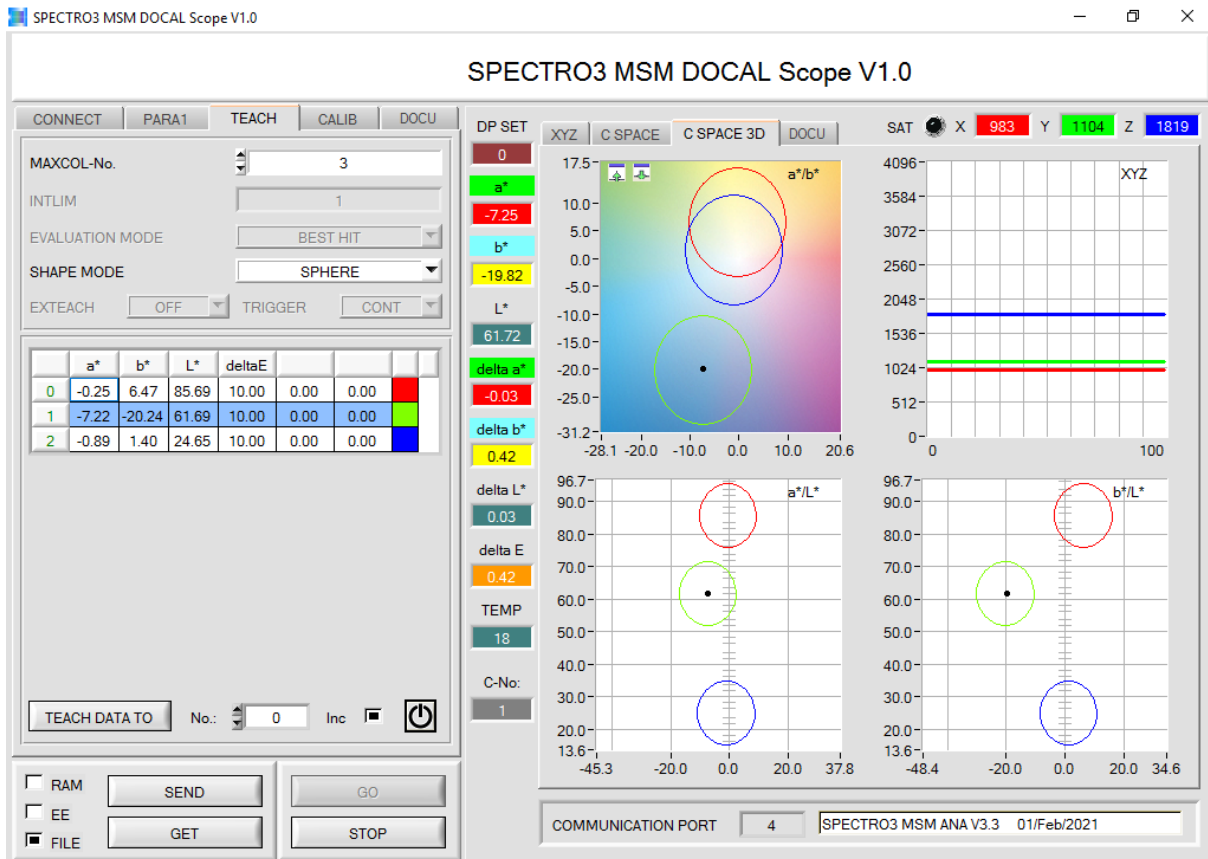 SPECTRO3 MSM DOCAL Scope V1.0
SPECTRO3 MSM DOCAL Scope V1.0
CONNECT PARA1 TEACH CALIB DOCU
MAXCOL-No. 3
INTLIM 1
EVALUATION MODE BEST HIT
SHAPE MODE SPHERE
EXTEACH OFF TRIGGER CONT
a* b* L* deltaE
0 -0.25 6.47 85.69 10.00 0.00 0.00
1 -7.22 -20.24 61.69 10.00 0.00 0.00
2 -0.89 1.40 24.65 10.00 0.00 0.00
TEACH DATA TO No.: 0 Inc
RAM
EE
FILE
SEND
GET
GO
STOP
DP SET
0
a*
-7.25
b*
-19.82
L*
61.72
delta a*
-0.03
delta b*
0.42
delta L*
0.03
delta E
0.42
TEMP
18
C-No:
1
XYZ C SPACE C SPACE 3D DOCU
SAT X 983 Y 1104 Z 1819
a*/b*
17.5
10.0
5.0
0.0
-5.0
-10.0
-15.0
-20.0
-25.0
-31.2
-28.1 -20.0 -10.0 0.0 10.0 20.6
XYZ
4096
3584
3072
2560
2048
1536
1024
512
0
0 100
a*/L*
96.7
90.0
80.0
70.0
60.0
50.0
40.0
30.0
20.0
13.6
-45.3 -20.0 0.0 20.0 37.8
b*/L*
96.7
90.0
80.0
70.0
60.0
50.0
40.0
30.0
20.0
13.6
-48.4 -20.0 0.0 20.0 34.6
COMMUNICATION PORT 4 SPECTRO3 MSM ANA V3.3 01/Feb/2021